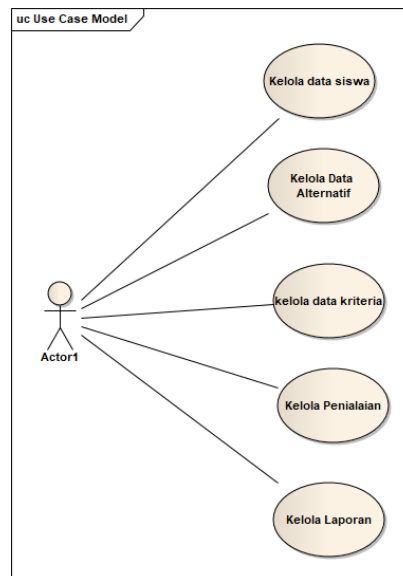 uc Use Case Model
Kelola data siswa
Kelola Data
Alternatif
kelola data kriteria
Actor1
Kelola Penialaian
Kelola Laporan